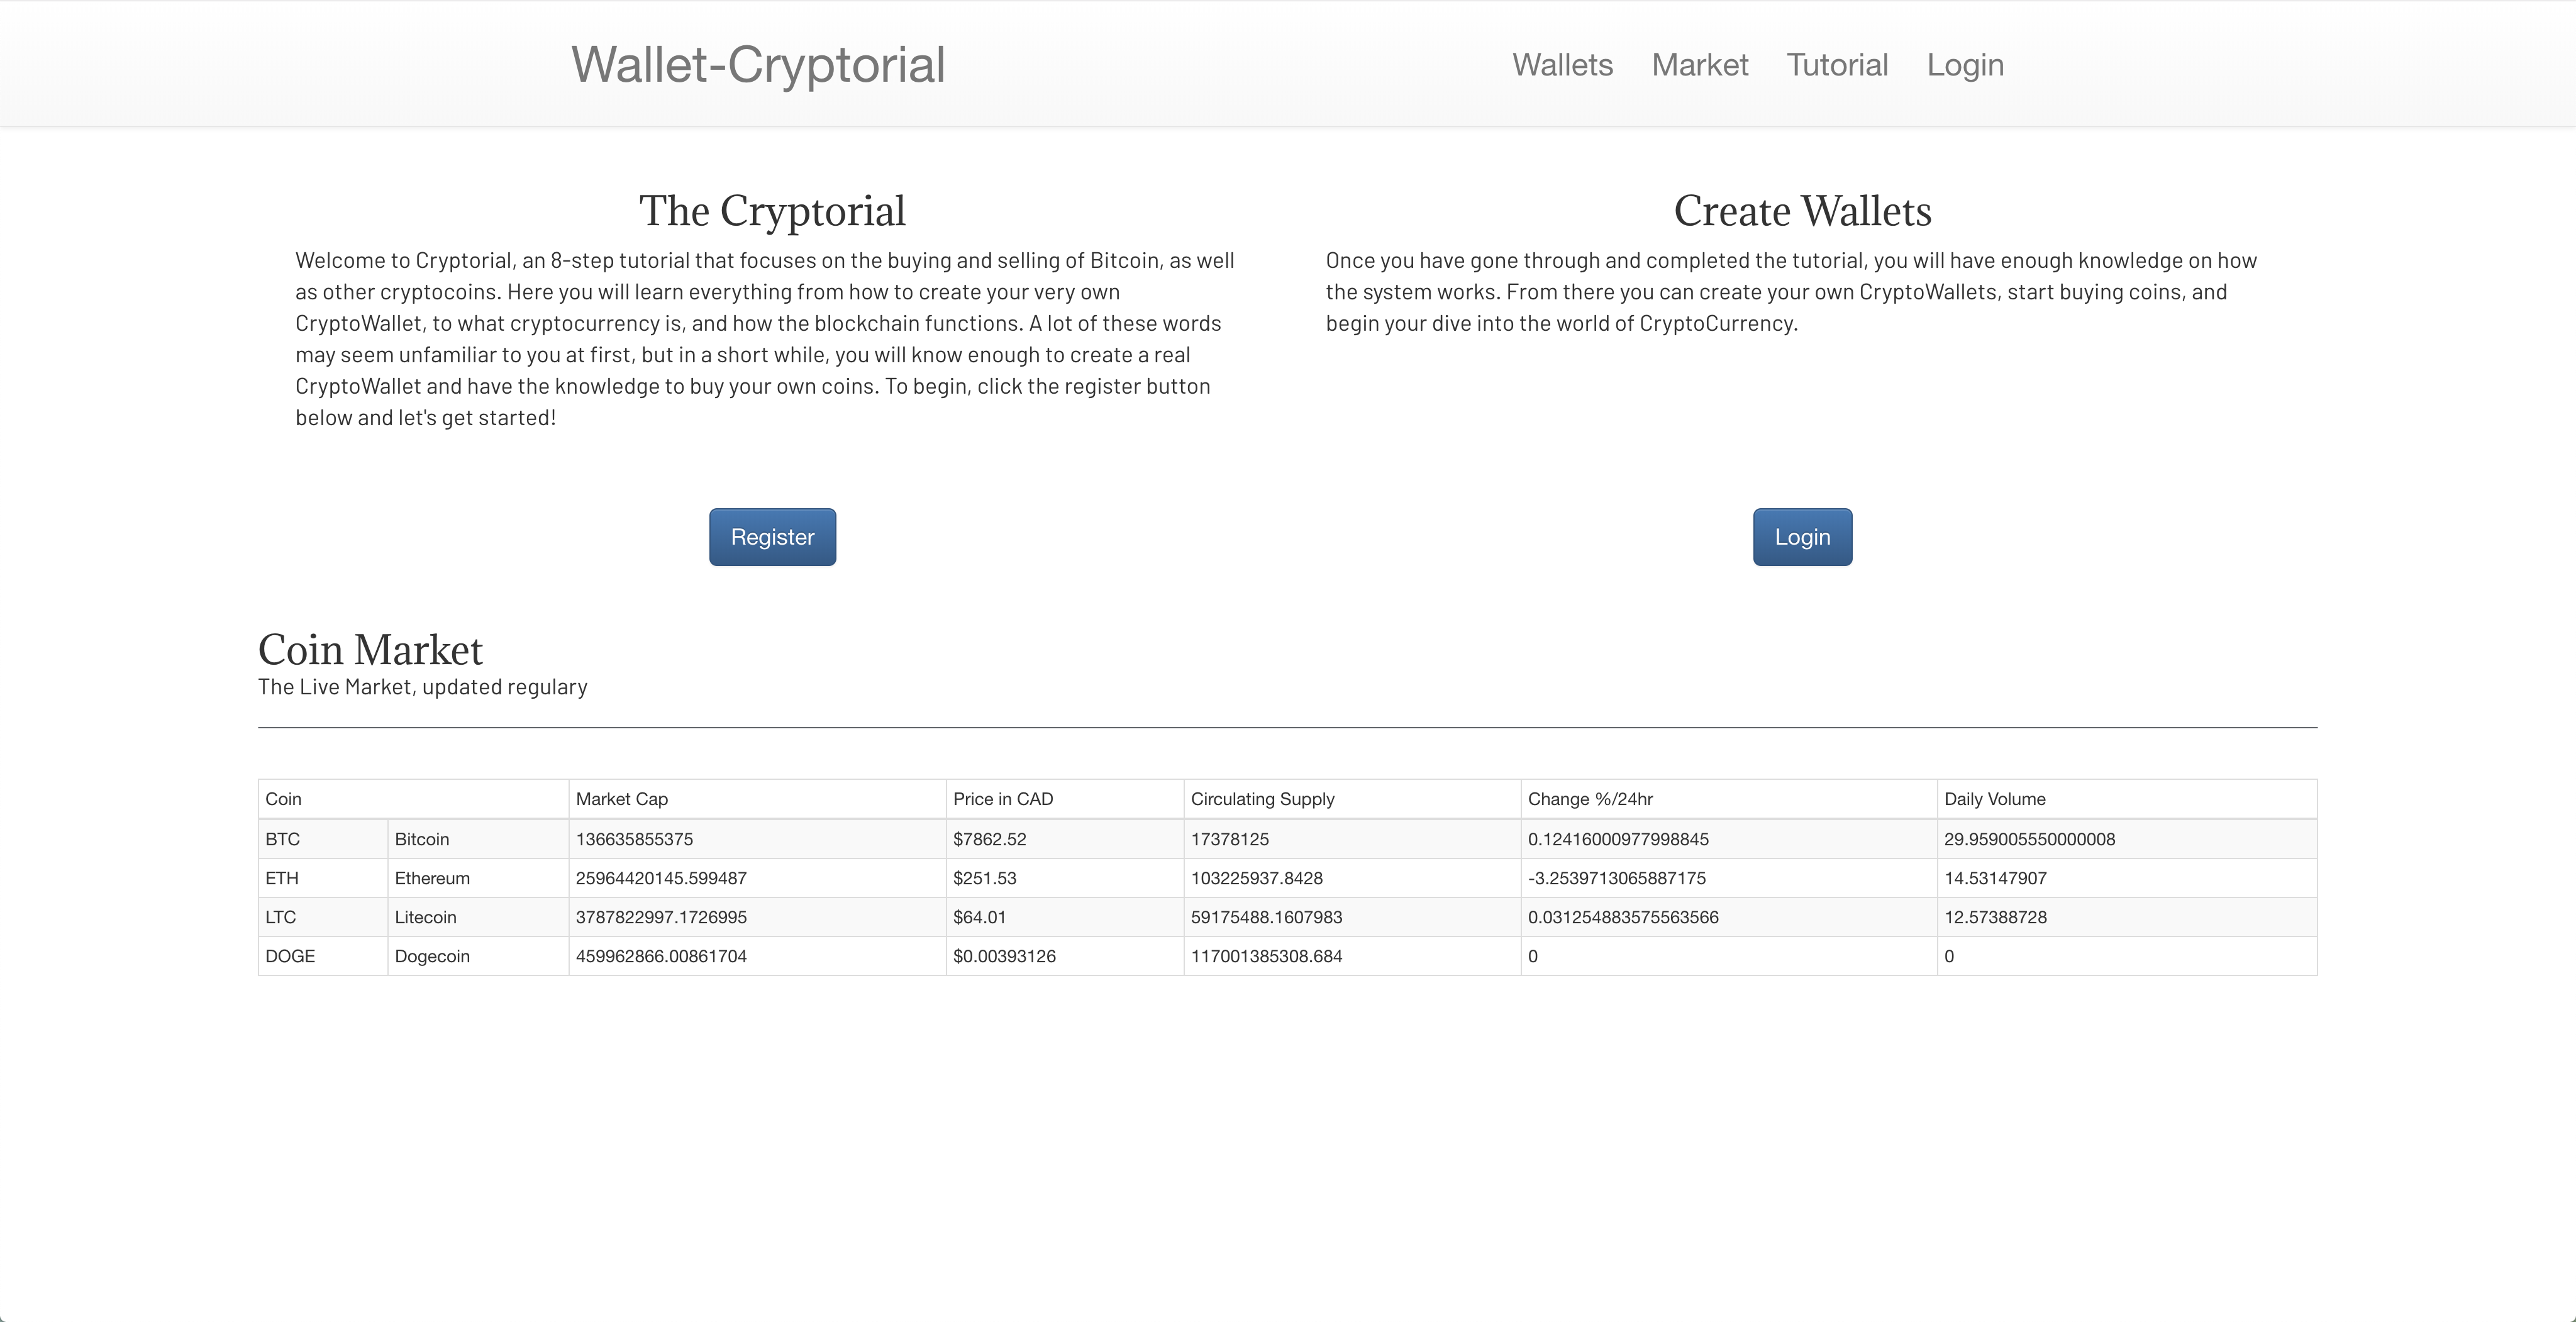 Wallet-Cryptorial
Wallets Market Tutorial Login
The Cryptorial
Welcome to Cryptorial, an 8-step tutorial that focuses on the buying and selling of Bitcoin, as well
as other cryptocoins. Here you will learn everything from how to create your very own
CryptoWallet, to what cryptocurrency is, and how the blockchain functions. A lot of these words
may seem unfamiliar to you at first, but in a short while, you will know enough to create a real
CryptoWallet and have the knowledge to buy your own coins. To begin, click the register button
below and let's get started!
Register
Create Wallets
Once you have gone through and completed the tutorial, you will have enough knowledge on how
the system works. From there you can create your own CryptoWallets, start buying coins, and
begin your dive into the world of CryptoCurrency.
Login
Coin Market
The Live Market, updated regulary
Coin Market Cap Price in CAD Circulating Supply Change %/24hr Daily Volume
BTC Bitcoin 136635855375 $7862.52 17378125 0.12416000977998845 29.959005550000008
ETH Ethereum 25964420145.599487 $251.53 103225937.8428 -3.2539713065887175 14.53147907
LTC Litecoin 3787822997.1726995 $64.01 59175488.1607983 0.031254883575563566 12.57388728
DOGE Dogecoin 459962866.00861704 $0.00393126 117001385308.684 0 0